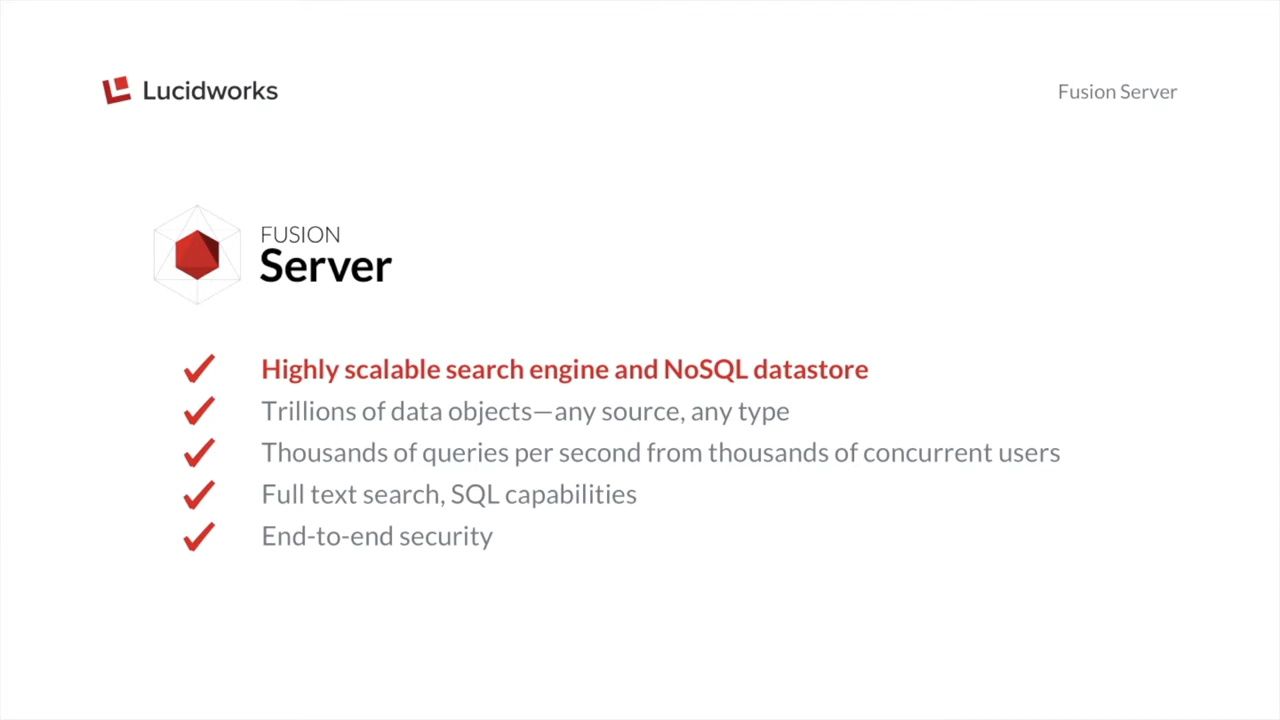 Lucidworks
Fusion Server
FUSION
Server
Highly scalable search engine and NoSQL datastore
Trillions of data objects—any source, any type
Thousands of queries per second from thousands of concurrent users
Full text search, SQL capabilities
End-to-end security